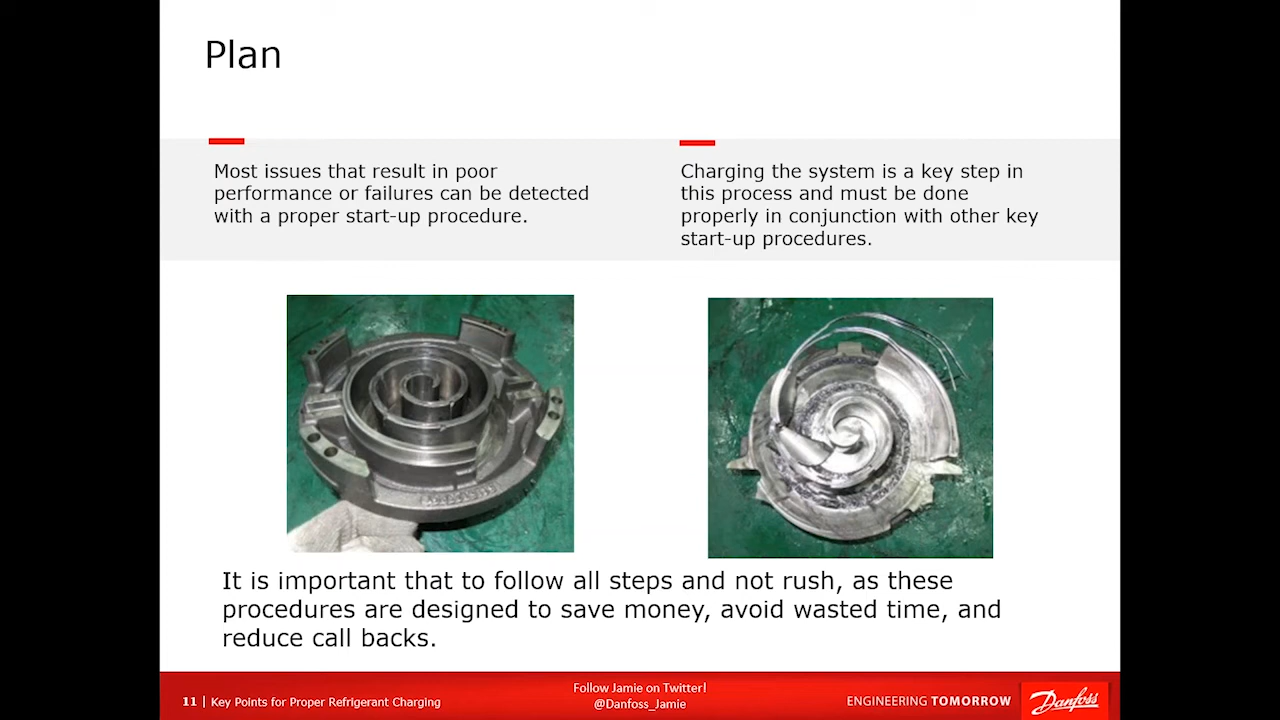 Plan
Most issues that result in poor
performance or failures can be detected
with a proper start-up procedure.
Charging the system is a key step in
this process and must be done
properly in conjunction with other key
start-up procedures.
It is important that to follow all steps and not rush, as these
procedures are designed to save money, avoid wasted time, and
reduce call backs.
11 | Key Points for Proper Refrigerant Charging
Follow Jamie on Twitter!
@Danfoss_Jamie
ENGINEERING TOMORROW
Danfoss